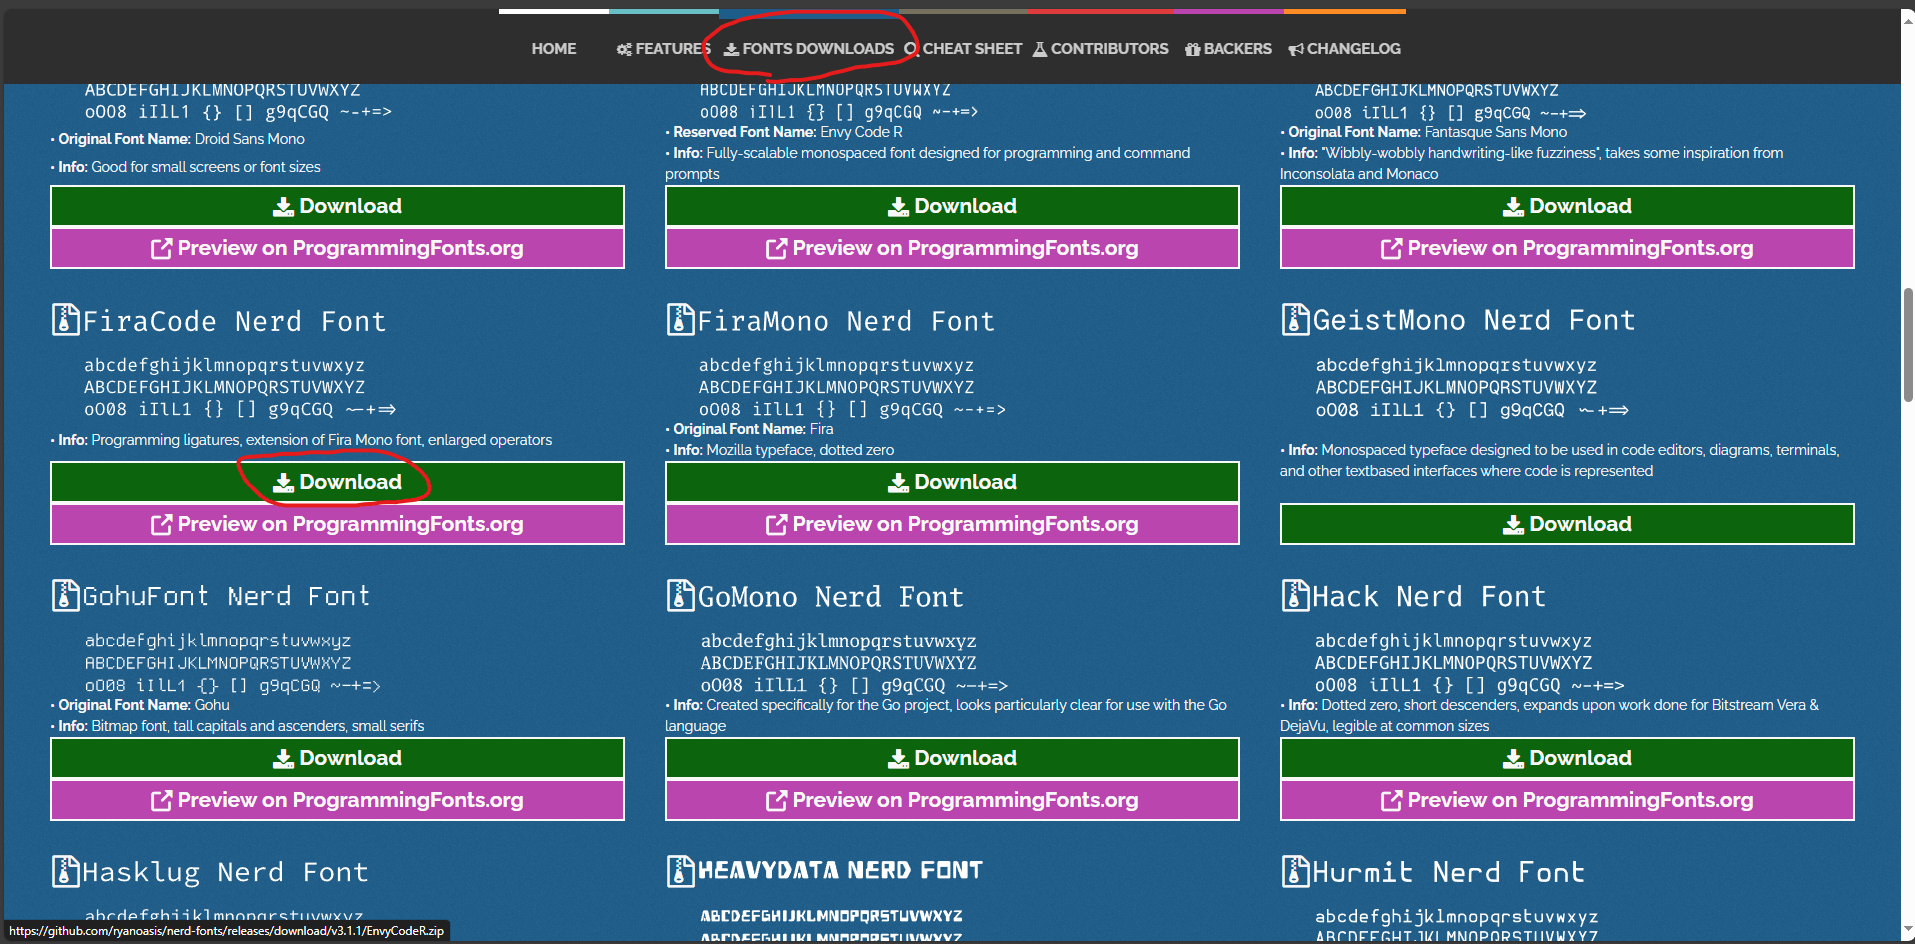 HOME FEATURES FONTS DOWNLOADS CHEAT SHEET CONTRIBUTORS BACKERS CHANGELOG
ABCDEFGHIJKLMNOPQRSTUVWXYZ
oO08 iIlL1 {} [] g9qCGQ ~-+=>
• Original Font Name: Droid Sans Mono
• Info: Good for small screens or font sizes
Download
Preview on ProgrammingFonts.org
ABCDEFGHIJKLMNOPQRSTUVWXYZ
oO08 iIlL1 {} [] g9qCGQ ~-+=>
• Reserved Font Name: Envy Code R
• Info: Fully-scalable monospaced font designed for programming and command
prompts
Download
Preview on ProgrammingFonts.org
ABCDEFGHIJKLMNOPQRSTUVWXYZ
oO08 iIlL1 {} [] g9qCGQ ~-+=>
• Original Font Name: Fantasque Sans Mono
• Info: "Wibbly-wobbly handwriting-like fuzziness", takes some inspiration from
Inconsolata and Monaco
Download
Preview on ProgrammingFonts.org
FiraCode Nerd Font
abcdefghijklmnopqrstuvwxyz
ABCDEFGHIJKLMNOPQRSTUVWXYZ
oO08 iIlL1 {} [] g9qCGQ ~-+=>
• Info: Programming ligatures, extension of Fira Mono font, enlarged operators
Download
Preview on ProgrammingFonts.org
FiraMono Nerd Font
abcdefghijklmnopqrstuvwxyz
ABCDEFGHIJKLMNOPQRSTUVWXYZ
oO08 iIlL1 {} [] g9qCGQ ~-+=>
• Original Font Name: Fira
• Info: Mozilla typeface, dotted zero
Download
Preview on ProgrammingFonts.org
GeistMono Nerd Font
abcdefghijklmnopqrstuvwxyz
ABCDEFGHIJKLMNOPQRSTUVWXYZ
oO08 iIlL1 {} [] g9qCGQ ~-+=>
• Info: Monospaced typeface designed to be used in code editors, diagrams, terminals,
and other textbased interfaces where code is represented
Download
GohuFont Nerd Font
abcdefghijklmnopqrstuvwxyz
ABCDEFGHIJKLMNOPQRSTUVWXYZ
oO08 iIlL1 {} [] g9qCGQ ~-+=>
• Original Font Name: Gohu
• Info: Bitmap font, tall capitals and ascenders, small serifs
Download
Preview on ProgrammingFonts.org
GoMono Nerd Font
abcdefghijklmnopqrstuvwxyz
ABCDEFGHIJKLMNOPQRSTUVWXYZ
oO08 iIlL1 {} [] g9qCGQ ~-+=>
• Info: Created specifically for the Go project, looks particularly clear for use with the Go
language
Download
Preview on ProgrammingFonts.org
Hack Nerd Font
abcdefghijklmnopqrstuvwxyz
ABCDEFGHIJKLMNOPQRSTUVWXYZ
oO08 iIlL1 {} [] g9qCGQ ~-+=>
• Info: Dotted zero, short descenders, expands upon work done for Bitstream Vera &
DejaVu, legible at common sizes
Download
Preview on ProgrammingFonts.org
Hasklug Nerd Font
abcdefghijklmnopqrstuvwxyz
HEAVYDATA NERD FONT
ABCDEFGHIJKLMNOPQRSTUVWXYZ
ABCDEFGHIJKLMNOPQRSTUVWXYZ
Hurmit Nerd Font
abcdefghijklmnopqrstuvwxyz
ABCDEFGHIJKLMNOPQRSTUVWXYZ
https://github.com/ryanoasis/nerd-fonts/releases/download/v3.1.1/EnvyCodeR.zip